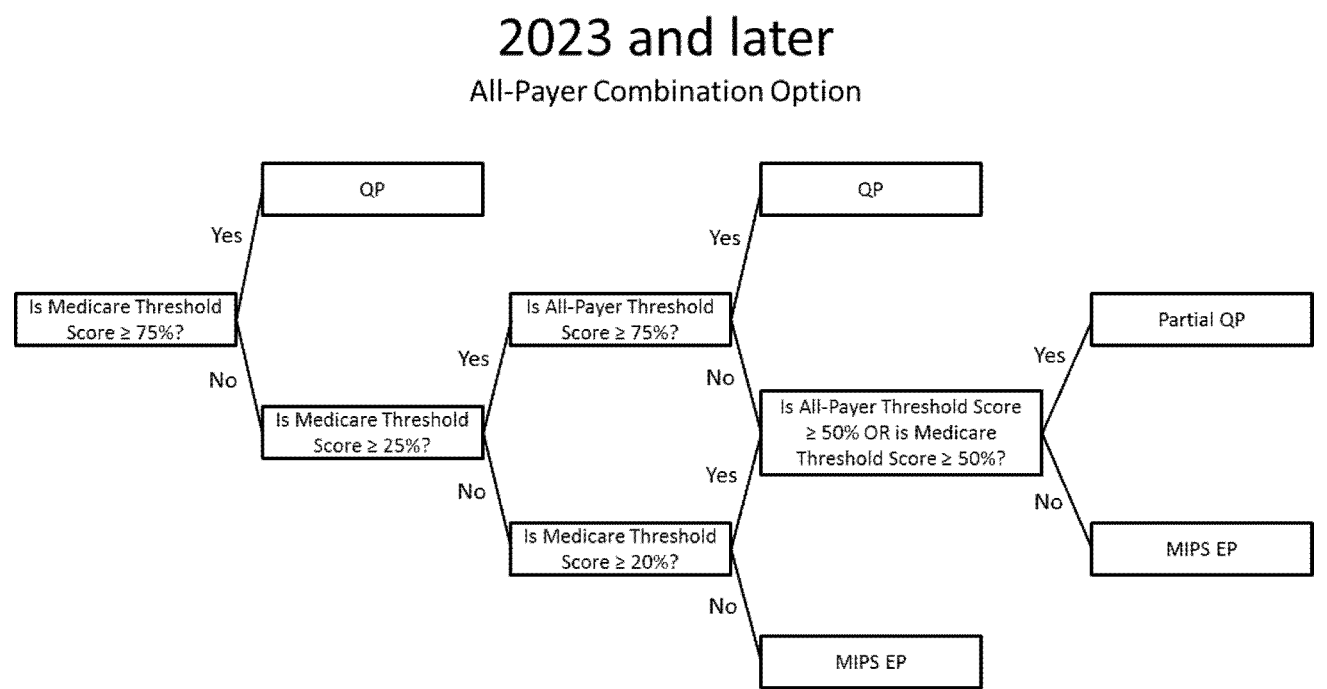 2023 and later
All-Payer Combination Option
QP
QP
Yes
Yes
Is Medicare Threshold
Score ≥ 75%?
Is All-Payer Threshold
Score ≥ 75%?
Partial QP
Yes
Yes
No
No
Is Medicare Threshold
Score ≥ 25%?
Is All-Payer Threshold Score
≥ 50% OR is Medicare
Threshold Score ≥ 50%?
No
Yes
No
Is Medicare Threshold
Score ≥ 20%?
MIPS EP
No
MIPS EP